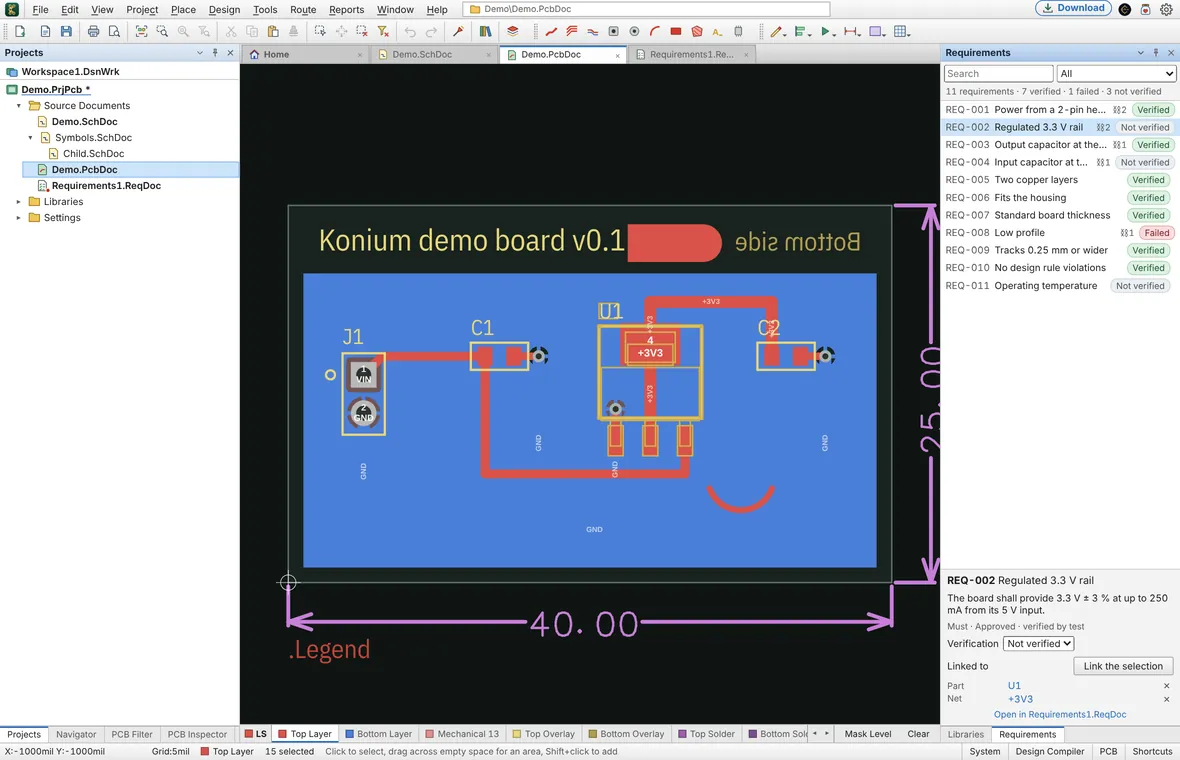 File Edit View Project Place Design Tools Route Reports Window Help
Demo\Demo.PcbDoc
Download
Projects
Workspace1.DsnWrk
Demo.PrjPcb *
Source Documents
Demo.SchDoc
Symbols.SchDoc
Child.SchDoc
Demo.PcbDoc
Requirements1.ReqDoc
Libraries
Settings
Home
Demo.SchDoc
Demo.PcbDoc
Requirements1.Re...
Konium demo board v0.1
Bottom side
J1
C1
U1
C2
+3V3
+3V3
+3V3
4
+3V3
+3V3
1
VIN
2
GND
GND
GND
GND
GND
GND
25.00
40.00
.Legend
Requirements
Search
All
11 requirements · 7 verified · 1 failed · 3 not verified
REQ-001 Power from a 2-pin he... 2 Verified
REQ-002 Regulated 3.3 V rail 2 Not verified
REQ-003 Output capacitor at the... 1 Verified
REQ-004 Input capacitor at t... 1 Not verified
REQ-005 Two copper layers Verified
REQ-006 Fits the housing Verified
REQ-007 Standard board thickness Verified
REQ-008 Low profile 1 Failed
REQ-009 Tracks 0.25 mm or wider Verified
REQ-010 No design rule violations Verified
REQ-011 Operating temperature Not verified
REQ-002 Regulated 3.3 V rail
The board shall provide 3.3 V ± 3 % at up to 250
mA from its 5 V input.
Must · Approved · verified by test
Verification Not verified
Linked to Link the selection
Part U1
Net +3V3
Open in Requirements1.ReqDoc
Projects Navigator PCB Filter PCB Inspector
LS Top Layer Bottom Layer Mechanical 13 Top Overlay Bottom Overlay Top Solder Bottom Sol
Mask Level Clear
Libraries Requirements
X:-1000mil Y:-1000mil Grid:5mil Top Layer 15 selected Click to select, drag across empty space for an area, Shift+click to add
System Design Compiler PCB Shortcuts